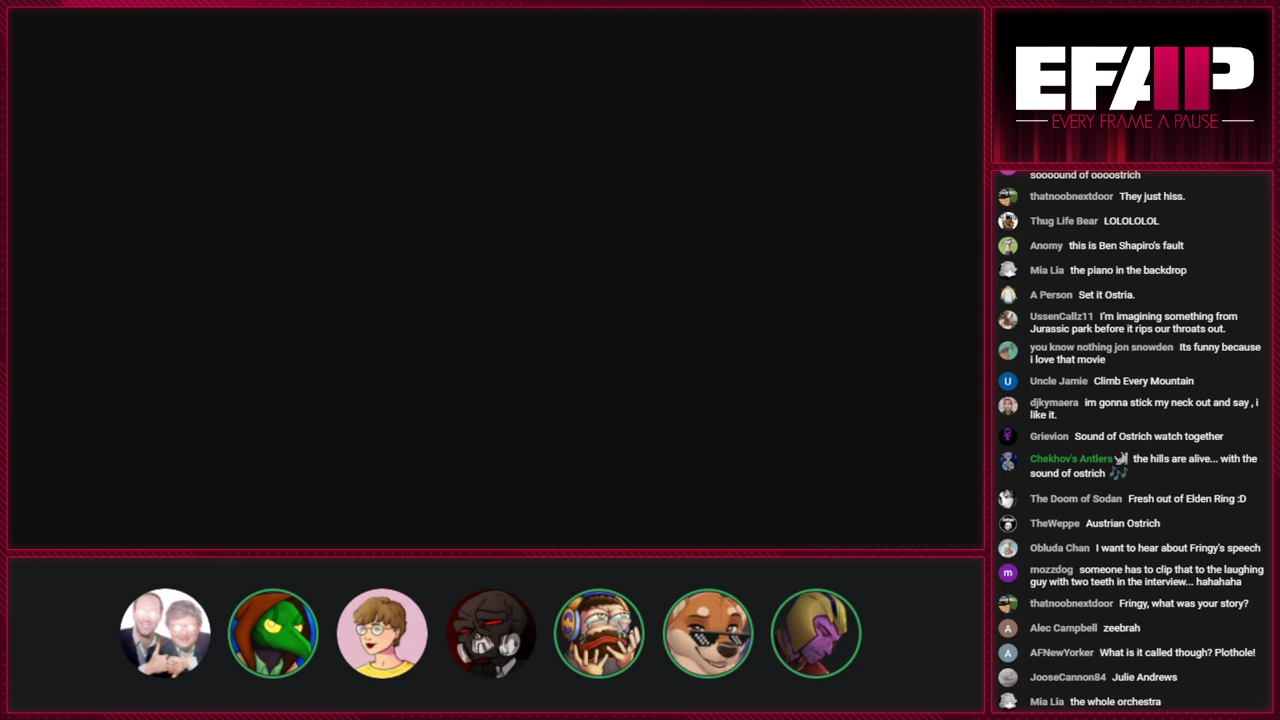 EFAP
EVERY FRAME A PAUSE
soooound of oooostrich
thatnoobnextdoor They just hiss.
Thug Life Bear LOLOLOLOL
Anomy this is Ben Shapiro's fault
Mia Lia the piano in the backdrop
A Person Set it Ostria.
UssenCallz11 I'm imagining something from
Jurassic park before it rips our throats out.
you know nothing jon snowden Its funny because
i love that movie
U
Uncle Jamie Climb Every Mountain
djkymaera im gonna stick my neck out and say , i
like it.
Grievion Sound of Ostrich watch together
Chekhov's Antlers the hills are alive... with the
sound of ostrich
The Doom of Sodan Fresh out of Elden Ring :D
TheWeppe Austrian Ostrich
Obluda Chan I want to hear about Fringy's speech
m
mozzdog someone has to clip that to the laughing
guy with two teeth in the interview... hahahaha
thatnoobnextdoor Fringy, what was your story?
A
Alec Campbell zeebrah
A
AFNewYorker What is it called though? Plothole!
JooseCannon84 Julie Andrews
Mia Lia the whole orchestra